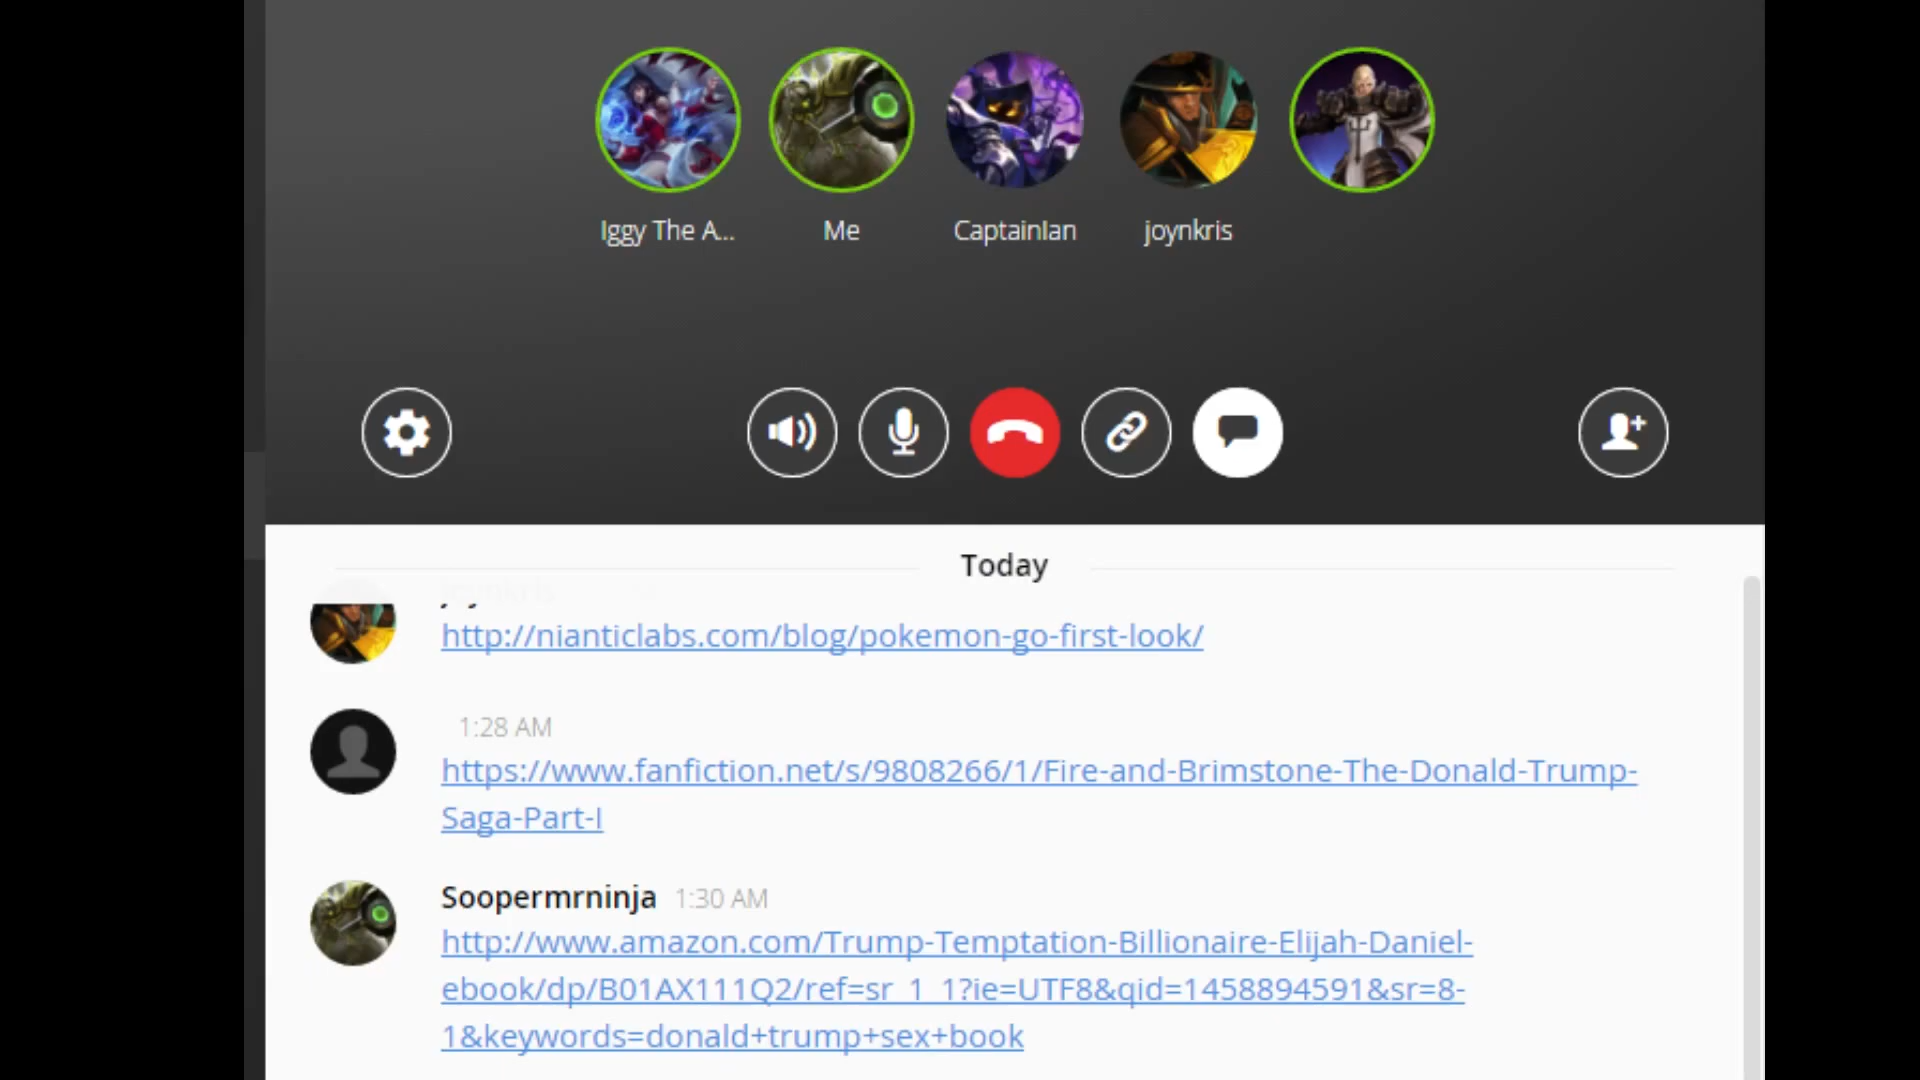 Iggy The A...
Me
CaptainIan
joynkris
Today
http://nianticlabs.com/blog/pokemon-go-first-look/
1:28 AM
https://www.fanfiction.net/s/9808266/1/Fire-and-Brimstone-The-Donald-Trump-
Saga-Part-I
Soopermrninja 1:30 AM
http://www.amazon.com/Trump-Temptation-Billionaire-Elijah-Daniel-
ebook/dp/B01AX111Q2/ref=sr_1_1?ie=UTF8&qid=1458894591&sr=8-
1&keywords=donald+trump+sex+book